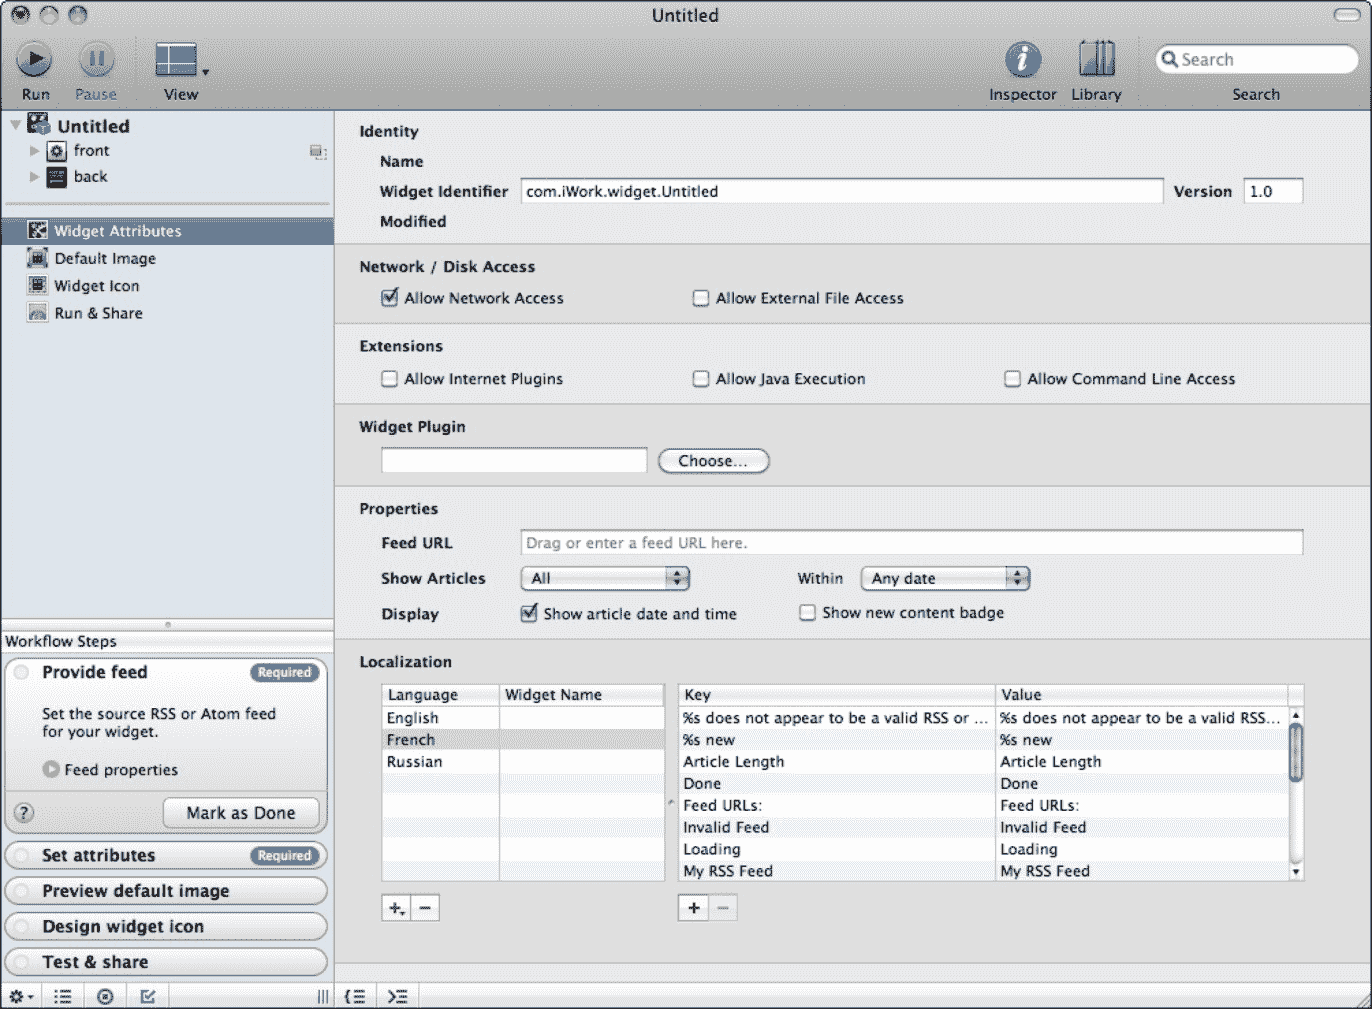 Untitled
Run Pause View Inspector Library Search
Search
Untitled
front
back
Widget Attributes
Default Image
Widget Icon
Run & Share
Workflow Steps
Provide feed Required
Set the source RSS or Atom feed
for your widget.
Feed properties
? Mark as Done
Set attributes Required
Preview default image
Design widget icon
Test & share
Identity
Name
Widget Identifier com.iWork.widget.Untitled Version 1.0
Modified
Network / Disk Access
Allow Network Access Allow External File Access
Extensions
Allow Internet Plugins Allow Java Execution Allow Command Line Access
Widget Plugin
Choose...
Properties
Feed URL Drag or enter a feed URL here.
Show Articles All Within Any date
Display Show article date and time Show new content badge
Localization
Language Widget Name Key Value
English %s does not appear to be a valid RSS or ... %s does not appear to be a valid RSS...
French %s new %s new
Russian Article Length Article Length
Done Done
Feed URLs: Feed URLs:
Invalid Feed Invalid Feed
Loading Loading
My RSS Feed My RSS Feed